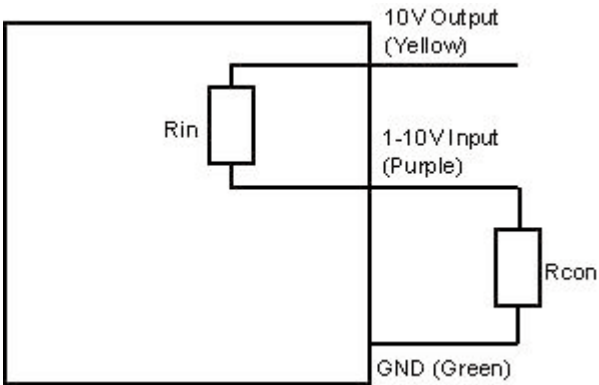 10V Output
(Yellow)
Rin
1-10V Input
(Purple)
Rcon
GND (Green)